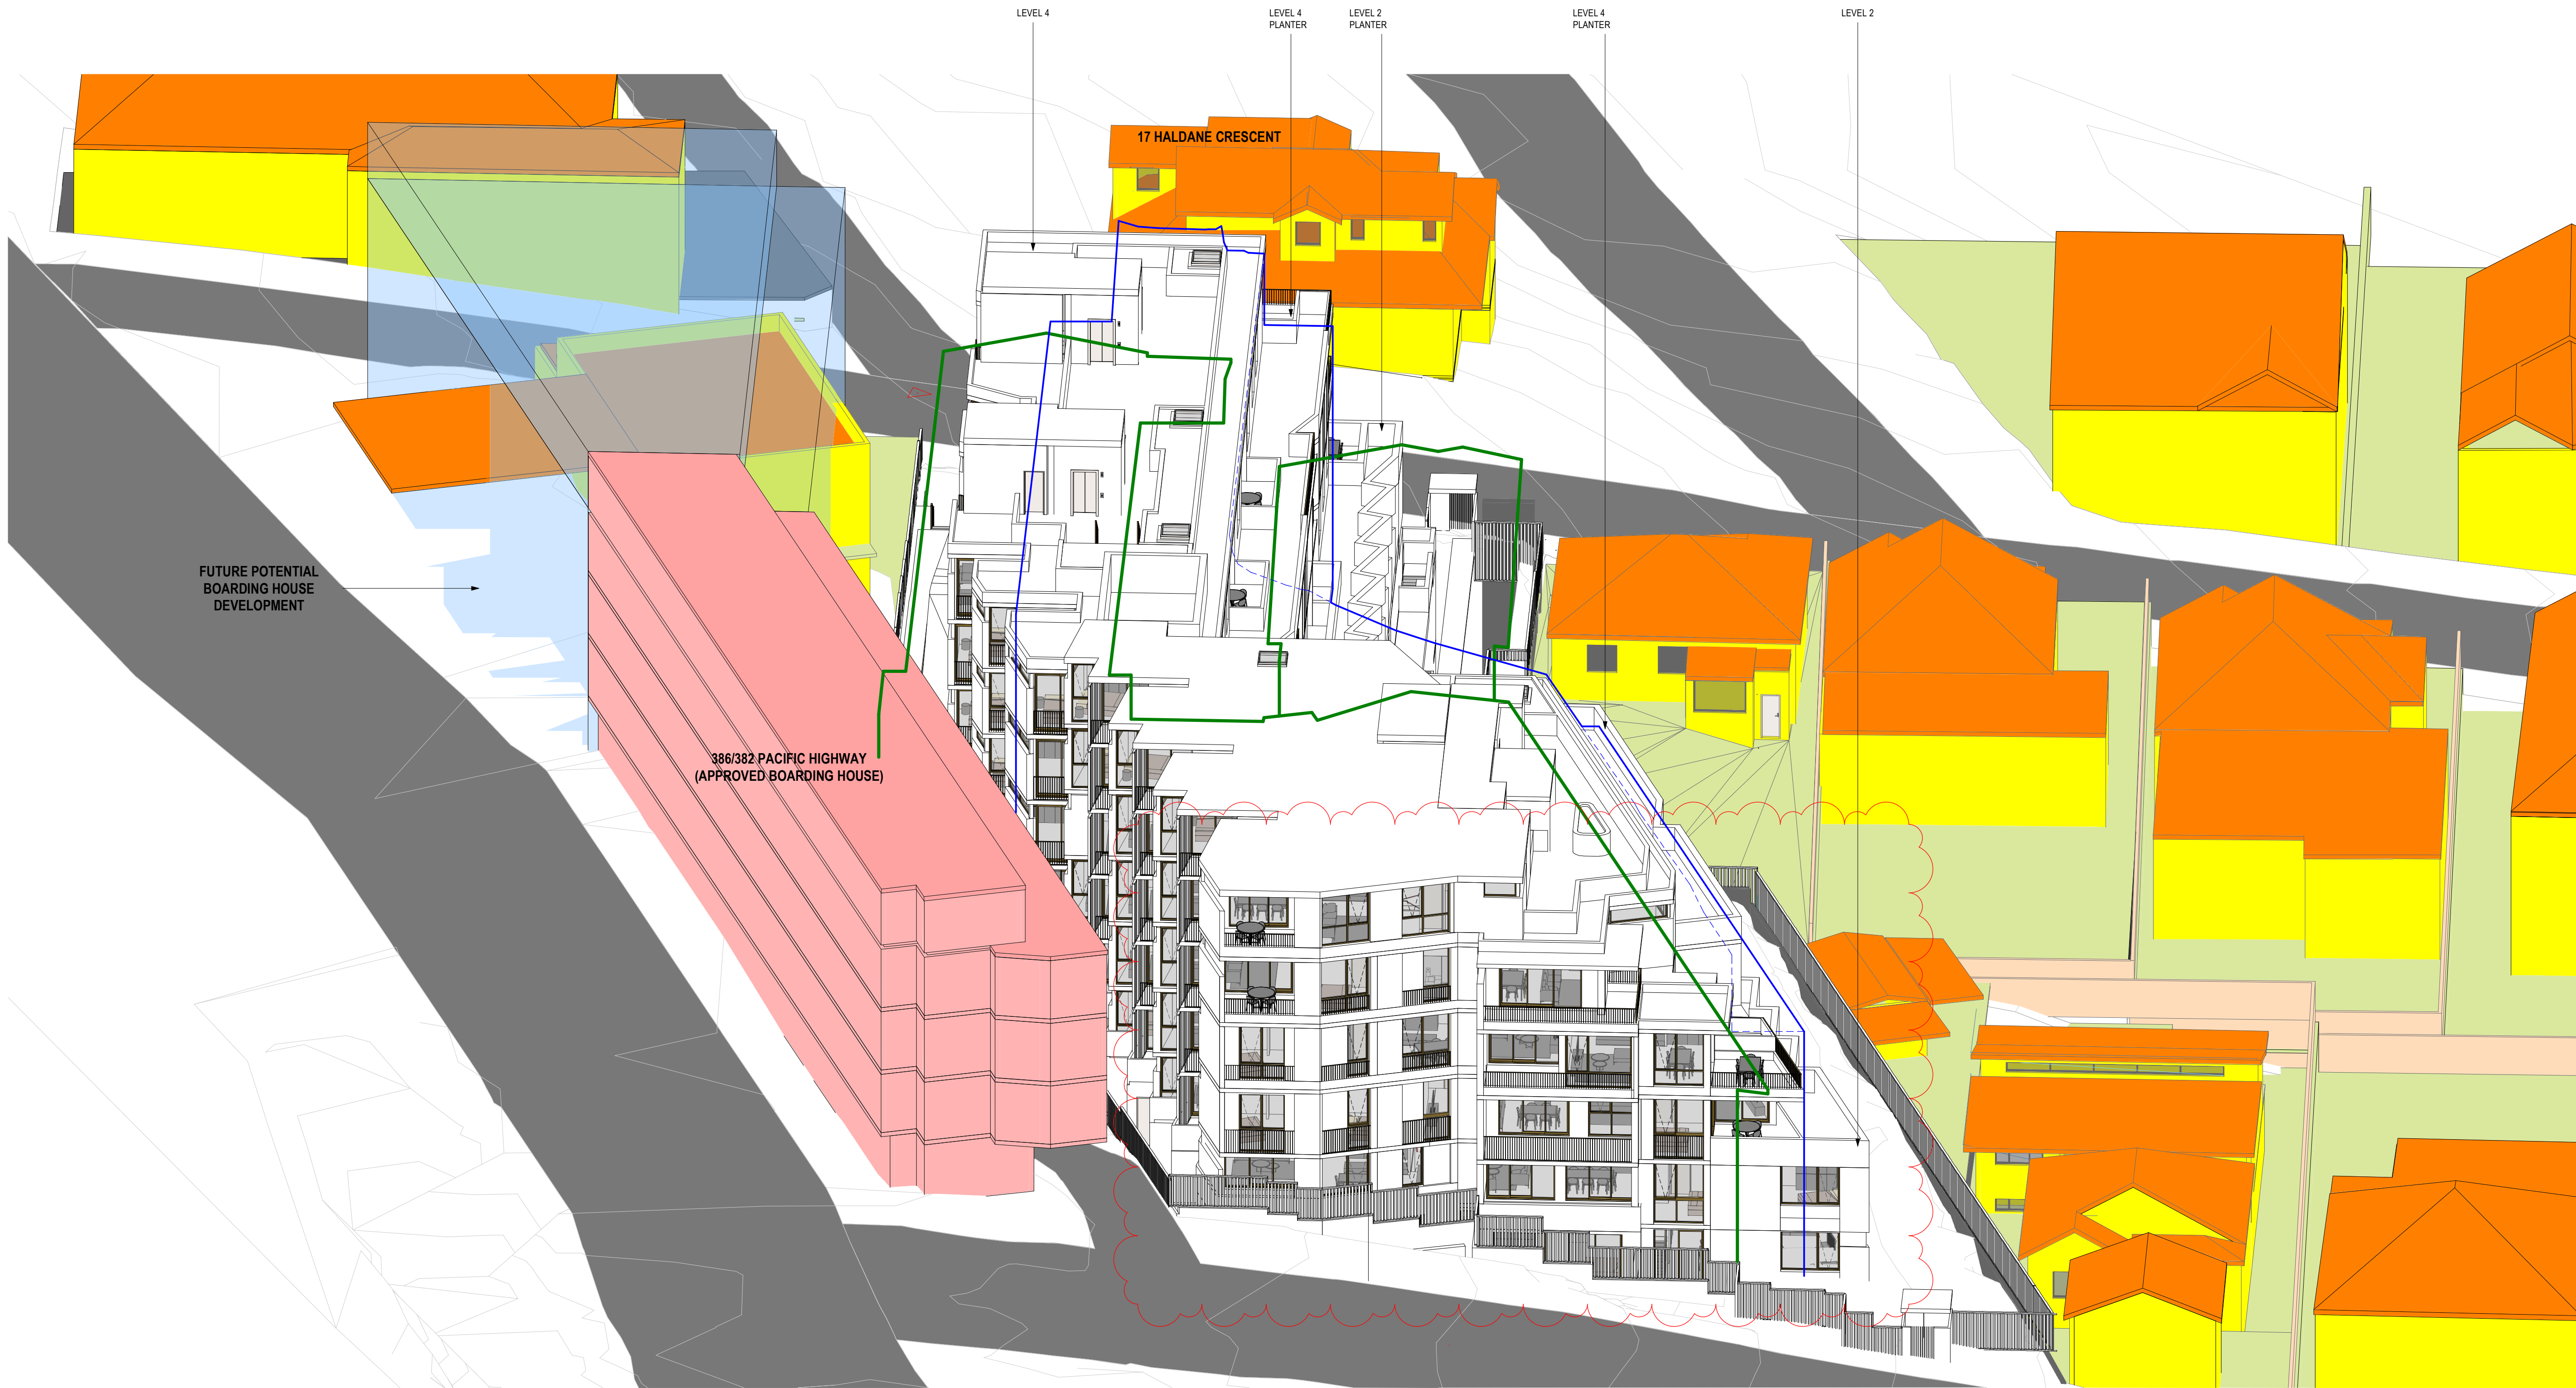 LEVEL 4
LEVEL 4
PLANTER
LEVEL 2
PLANTER
LEVEL 4
PLANTER
LEVEL 2
17 HALDANE CRESCENT
FUTURE POTENTIAL
BOARDING HOUSE
DEVELOPMENT
386/382 PACIFIC HIGHWAY
(APPROVED BOARDING HOUSE)